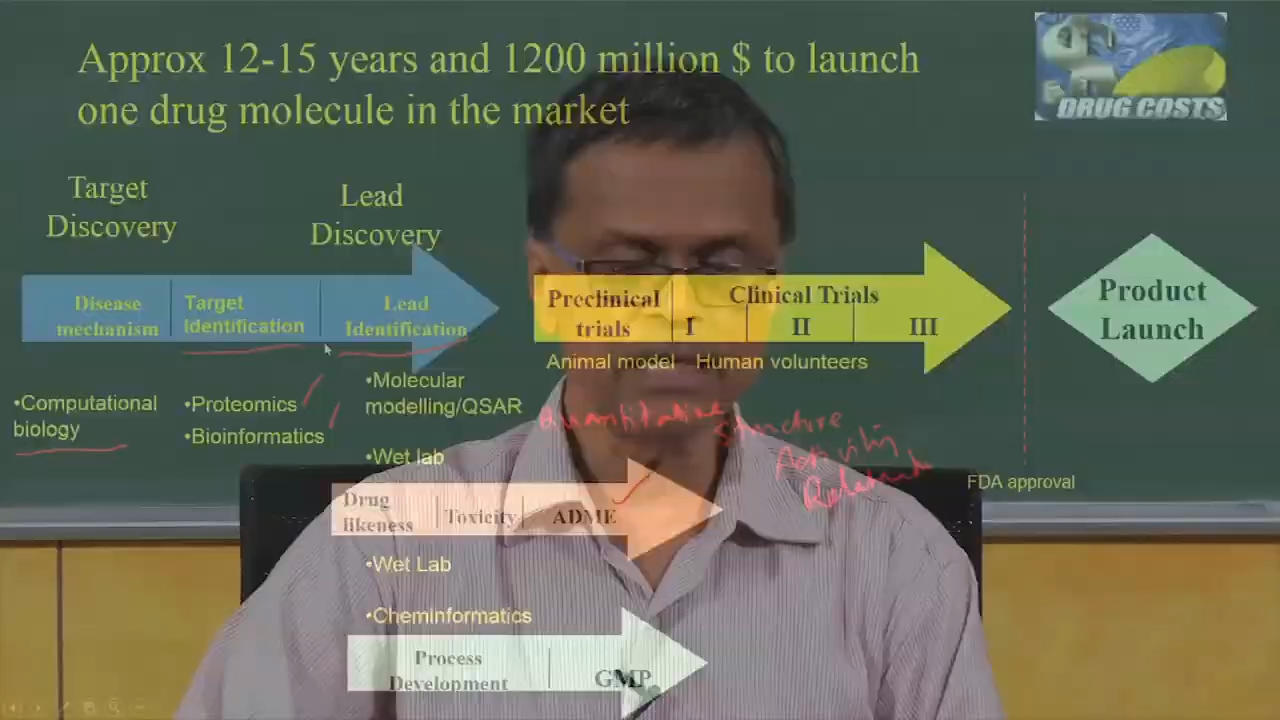 Approx 12-15 years and 1200 million $ to launch
one drug molecule in the market
DRUG COSTS
Target
Discovery
Lead
Discovery
Disease
mechanism
Target
Identification
Lead
Identification
Preclinical
trials
Clinical Trials
I
II
III
Product
Launch
Animal model
Human volunteers
•Computational
biology
•Proteomics
•Bioinformatics
•Molecular
modelling/QSAR
•Wet lab
Quantitative
Structure
Activity
FDA approval
Drug
likeness
Toxicity
ADME
•Wet Lab
•Cheminformatics
Process
Development
GMP